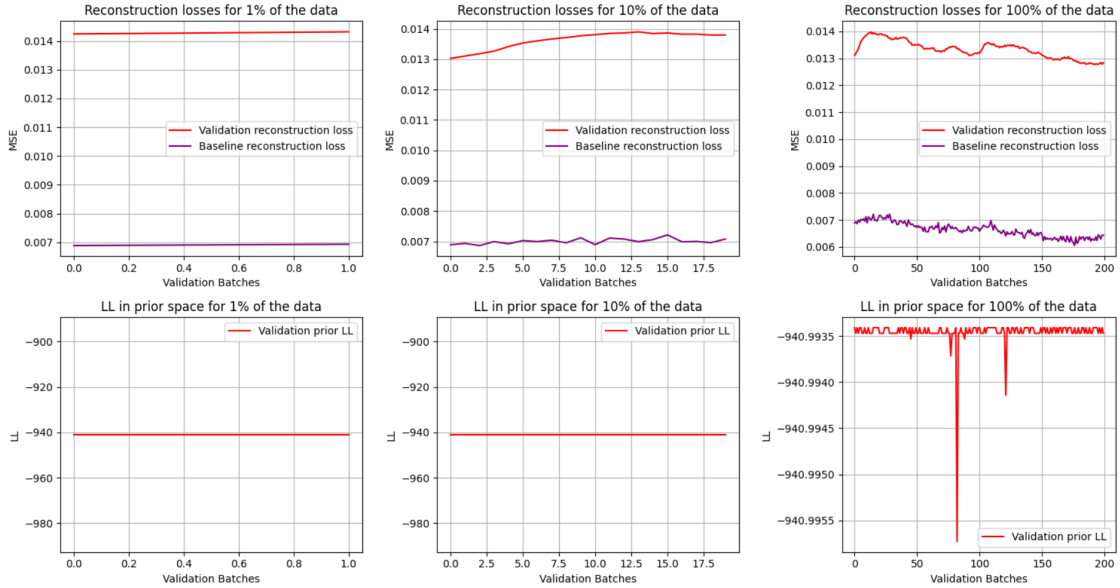 Reconstruction losses for 1% of the data
0.014
0.013
0.012
0.011
0.010
0.009
0.008
0.007
MSE
Validation reconstruction loss
Baseline reconstruction loss
0.0
0.2
0.4
0.6
0.8
1.0
Validation Batches
Reconstruction losses for 10% of the data
0.014
0.013
0.012
0.011
0.010
0.009
0.008
0.007
MSE
Validation reconstruction loss
Baseline reconstruction loss
0.0
2.5
5.0
7.5
10.0
12.5
15.0
17.5
Validation Batches
Reconstruction losses for 100% of the data
0.014
0.013
0.012
0.011
0.010
0.009
0.008
0.007
0.006
MSE
Validation reconstruction loss
Baseline reconstruction loss
0
50
100
150
200
Validation Batches
LL in prior space for 1% of the data
−900
−920
−940
−960
−980
LL
Validation prior LL
0.0
0.2
0.4
0.6
0.8
1.0
Validation Batches
LL in prior space for 10% of the data
−900
−920
−940
−960
−980
LL
Validation prior LL
0.0
2.5
5.0
7.5
10.0
12.5
15.0
17.5
Validation Batches
LL in prior space for 100% of the data
−940.9935
−940.9940
−940.9945
−940.9950
−940.9955
LL
Validation prior LL
0
50
100
150
200
Validation Batches